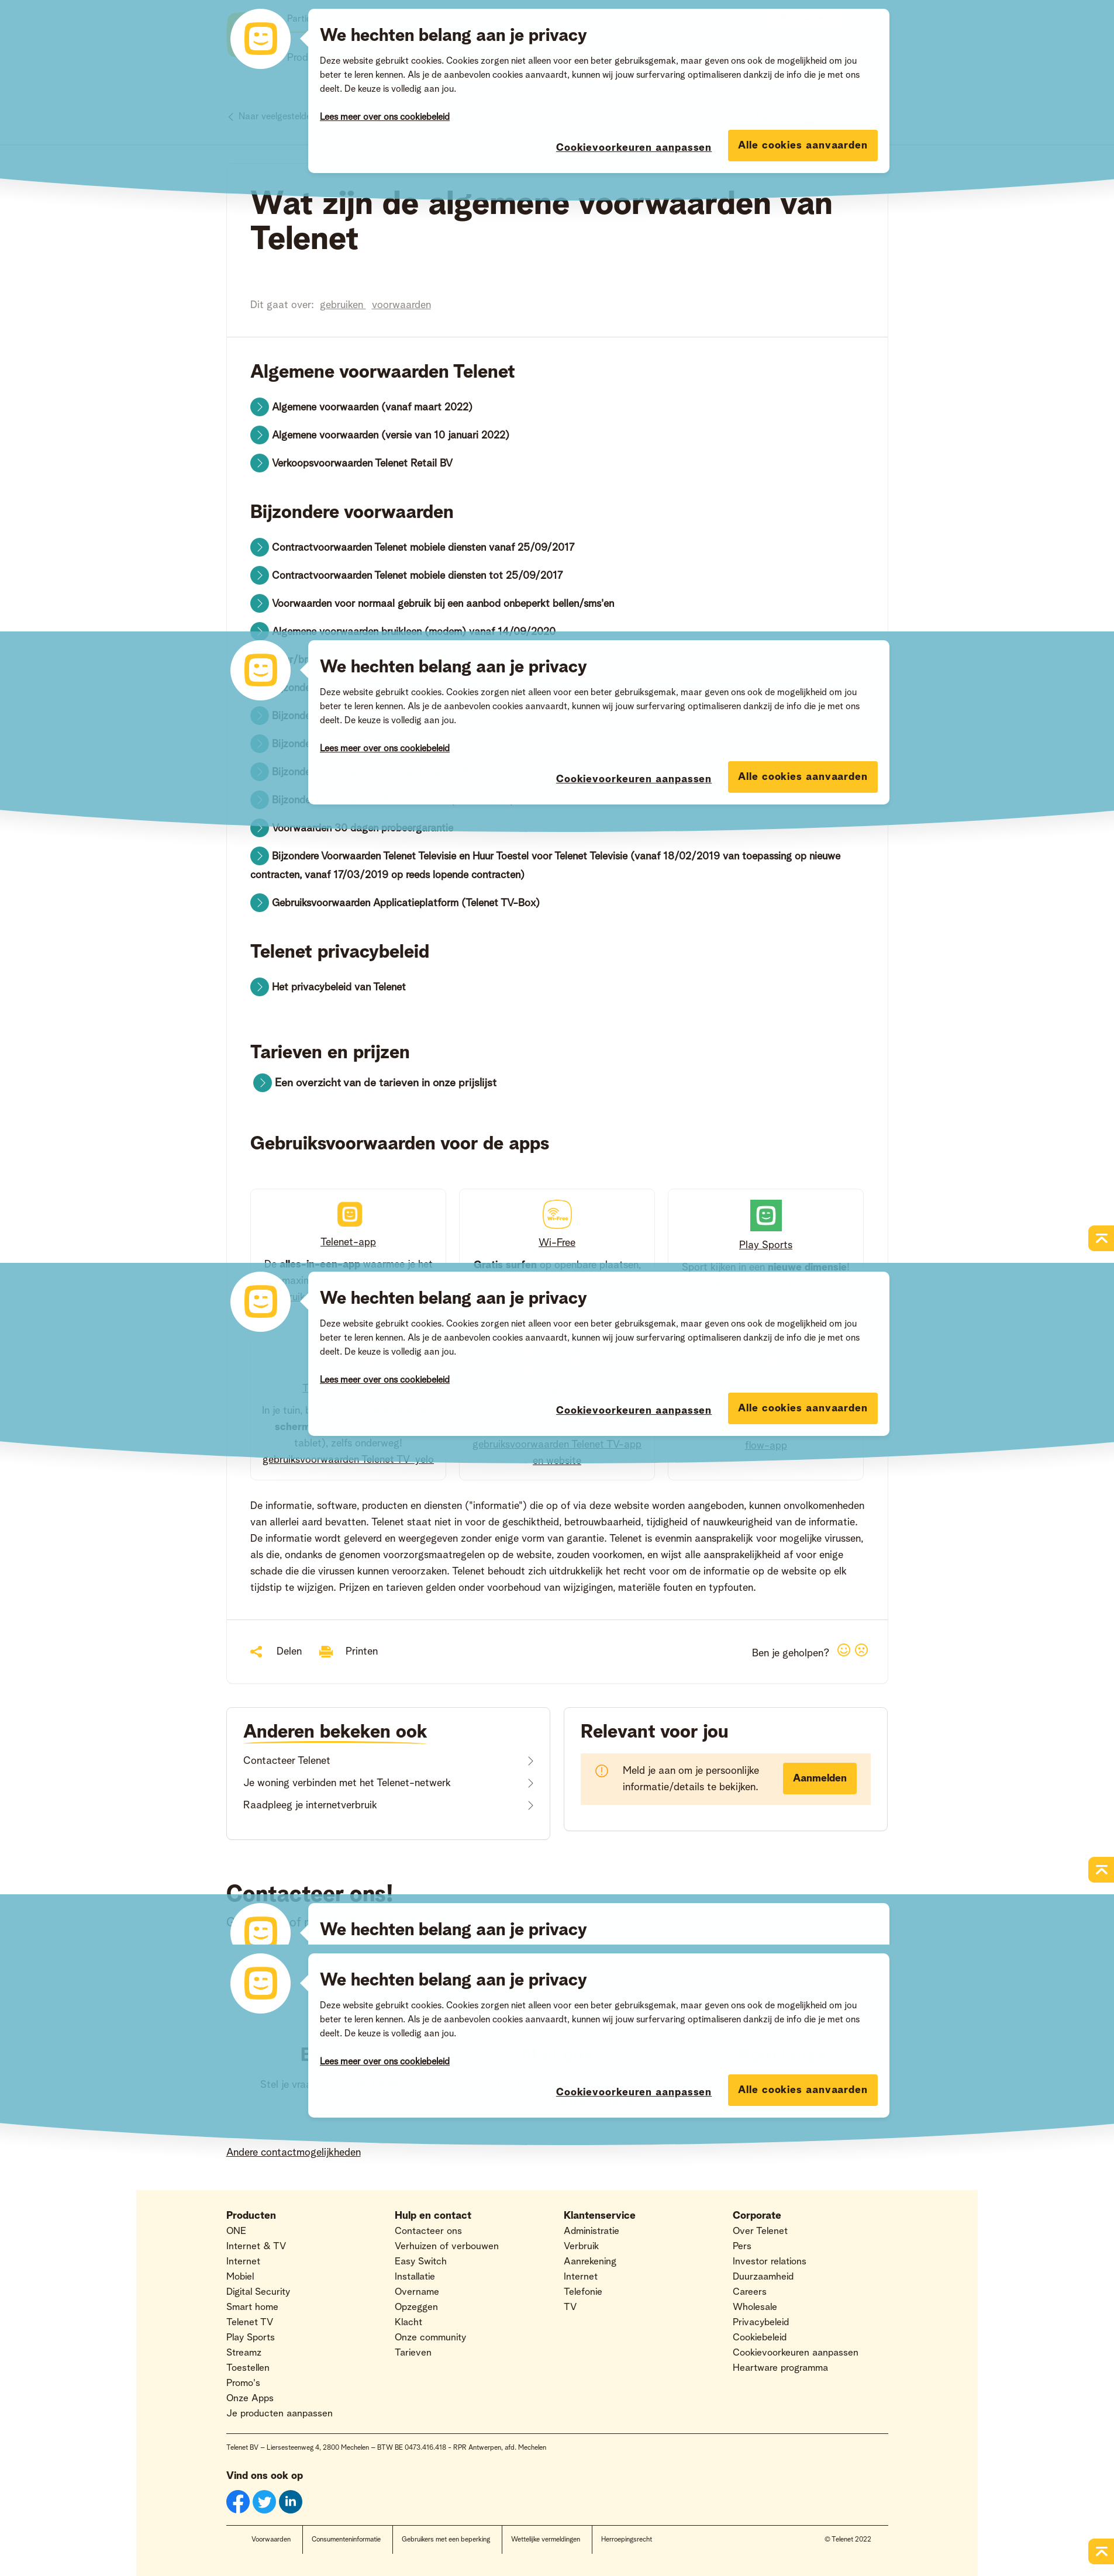 We hechten belang aan je privacy
Deze website gebruikt cookies. Cookies zorgen niet alleen voor een beter gebruiksgemak, maar geven ons ook de mogelijkheid om jou
beter te leren kennen. Als je de aanbevolen cookies aanvaardt, kunnen wij jouw surfervaring optimaliseren dankzij de info die je met ons
deelt. De keuze is volledig aan jou.
Lees meer over ons cookiebeleid
Cookievoorkeuren aanpassen
Alle cookies aanvaarden
Naar
Wat zijn de algemene voorwaarden van
Telenet
Dit gaat over: gebruiken voorwaarden
Algemene voorwaarden Telenet
Algemene voorwaarden (vanaf maart 2022)
Algemene voorwaarden (versie van 10 januari 2022)
Verkoopsvoorwaarden Telenet Retail BV
Bijzondere voorwaarden
Contractvoorwaarden Telenet mobiele diensten vanaf 25/09/2017
Contractvoorwaarden Telenet mobiele diensten tot 25/09/2017
Voorwaarden voor normaal gebruik bij een aanbod onbeperkt bellen/sms'en
Algemene voorwaarden bruikleen (modem) vanaf 14/09/2020
We hechten belang aan je privacy
Deze website gebruikt cookies. Cookies zorgen niet alleen voor een beter gebruiksgemak, maar geven ons ook de mogelijkheid om jou
beter te leren kennen. Als je de aanbevolen cookies aanvaardt, kunnen wij jouw surfervaring optimaliseren dankzij de info die je met ons
deelt. De keuze is volledig aan jou.
Lees meer over ons cookiebeleid
Cookievoorkeuren aanpassen
Alle cookies aanvaarden
Voorwaarden 30 dagen probeergarantie
Bijzondere Voorwaarden Telenet Televisie en Huur Toestel voor Telenet Televisie (vanaf 18/02/2019 van toepassing op nieuwe
contracten, vanaf 17/03/2019 op reeds lopende contracten)
Gebruiksvoorwaarden Applicatieplatform (Telenet TV-Box)
Telenet privacybeleid
Het privacybeleid van Telenet
Tarieven en prijzen
Een overzicht van de tarieven in onze prijslijst
Gebruiksvoorwaarden voor de apps
Wi-Free
Telenet-app
Wi-Free
Play Sports
De alles-in-een-app waarmee je het
Gratis surfen op openbare plaatsen,
Sport kijken in een nieuwe dimensie!
We hechten belang aan je privacy
Deze website gebruikt cookies. Cookies zorgen niet alleen voor een beter gebruiksgemak, maar geven ons ook de mogelijkheid om jou
beter te leren kennen. Als je de aanbevolen cookies aanvaardt, kunnen wij jouw surfervaring optimaliseren dankzij de info die je met ons
deelt. De keuze is volledig aan jou.
Lees meer over ons cookiebeleid
Cookievoorkeuren aanpassen
Alle cookies aanvaarden
In je tuin,
tablet), zelfs onderweg!
gebruiksvoorwaarden Telenet TV yelo
gebruiksvoorwaarden Telenet TV-app
en website
flow-app
De informatie, software, producten en diensten ("informatie") die op of via deze website worden aangeboden, kunnen onvolkomenheden
van allerlei aard bevatten. Telenet staat niet in voor de geschiktheid, betrouwbaarheid, tijdigheid of nauwkeurigheid van de informatie.
De informatie wordt geleverd en weergegeven zonder enige vorm van garantie. Telenet is evenmin aansprakelijk voor mogelijke virussen,
als die, ondanks de genomen voorzorgsmaatregelen op de website, zouden voorkomen, en wijst alle aansprakelijkheid af voor enige
schade die die virussen kunnen veroorzaken. Telenet behoudt zich uitdrukkelijk het recht voor om de informatie op de website op elk
tijdstip te wijzigen. Prijzen en tarieven gelden onder voorbehoud van wijzigingen, materiële fouten en typfouten.
Delen
Printen
Ben je geholpen?
Anderen bekeken ook
Contacteer Telenet
Je woning verbinden met het Telenet-netwerk
Raadpleeg je internetverbruik
Relevant voor jou
Meld je aan om je persoonlijke
informatie/details te bekijken.
Aanmelden
Contacteer ons!
We hechten belang aan je privacy
We hechten belang aan je privacy
Deze website gebruikt cookies. Cookies zorgen niet alleen voor een beter gebruiksgemak, maar geven ons ook de mogelijkheid om jou
beter te leren kennen. Als je de aanbevolen cookies aanvaardt, kunnen wij jouw surfervaring optimaliseren dankzij de info die je met ons
deelt. De keuze is volledig aan jou.
Lees meer over ons cookiebeleid
Cookievoorkeuren aanpassen
Alle cookies aanvaarden
Stel je
Andere contactmogelijkheden
Producten
ONE
Internet & TV
Internet
Mobiel
Digital Security
Smart home
Telenet TV
Play Sports
Streamz
Toestellen
Promo's
Onze Apps
Je producten aanpassen
Hulp en contact
Contacteer ons
Verhuizen of verbouwen
Easy Switch
Installatie
Overname
Opzeggen
Klacht
Onze community
Tarieven
Klantenservice
Administratie
Verbruik
Aanrekening
Internet
Telefonie
TV
Corporate
Over Telenet
Pers
Investor relations
Duurzaamheid
Careers
Wholesale
Privacybeleid
Cookiebeleid
Cookievoorkeuren aanpassen
Heartware programma
Telenet BV – Liersesteenweg 4, 2800 Mechelen – BTW BE 0473.416.418 - RPR Antwerpen, afd. Mechelen
Vind ons ook op
Voorwaarden
Consumenteninformatie
Gebruikers met een beperking
Wettelijke vermeldingen
Herroepingsrecht
© Telenet 2022